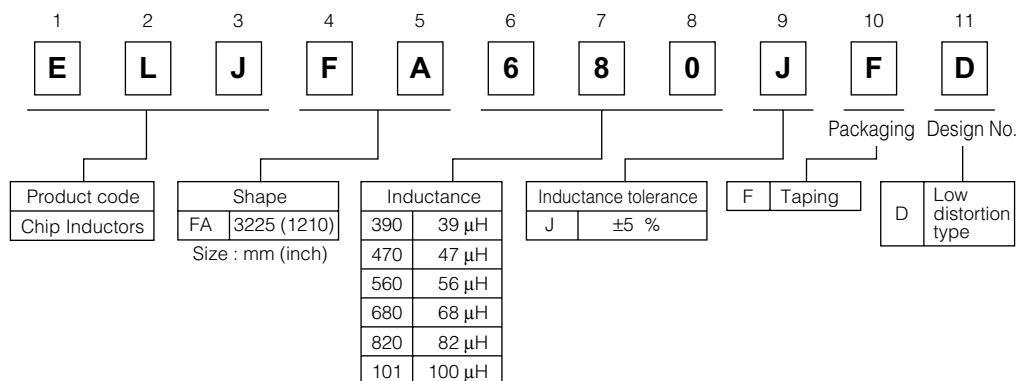 1 2 3 4 5 6 7 8 9 10 11
E L J F A 6 8 0 J F D
Packaging Design No.
Product code
Chip Inductors
Shape
FA 3225 (1210)
Size : mm (inch)
Inductance
390 39 μH
470 47 μH
560 56 μH
680 68 μH
820 82 μH
101 100 μH
Inductance tolerance
J ±5 %
F Taping
D Low
distortion
type